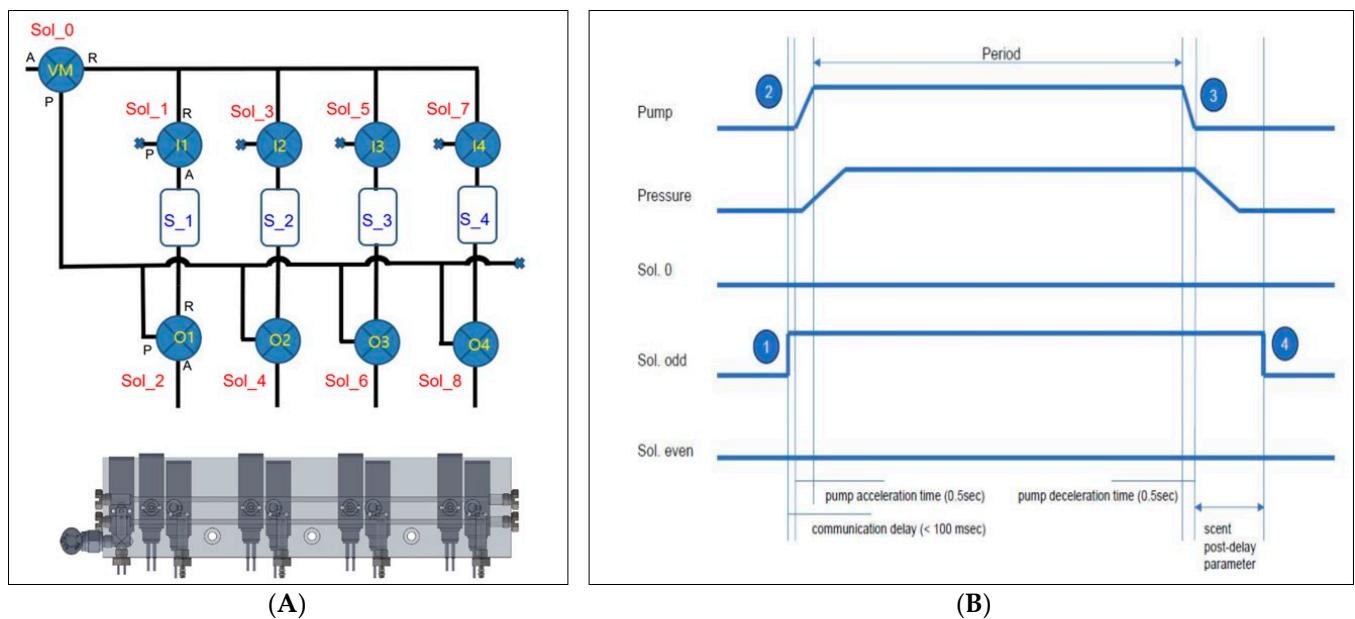 Sol_0
A
R
VM
P
Sol_1
R
Sol_3
Sol_5
Sol_7
I1
I2
I3
I4
P
A
S_1
S_2
S_3
S_4
R
O1
O2
O3
O4
P
A
Sol_2
Sol_4
Sol_6
Sol_8
(A)
Period
2
3
Pump
Pressure
Sol. 0
1
4
Sol. odd
Sol. even
pump acceleration time (0.5sec)
pump deceleration time (0.5sec)
communication delay (< 100 msec)
scent
post-delay
parameter
(B)